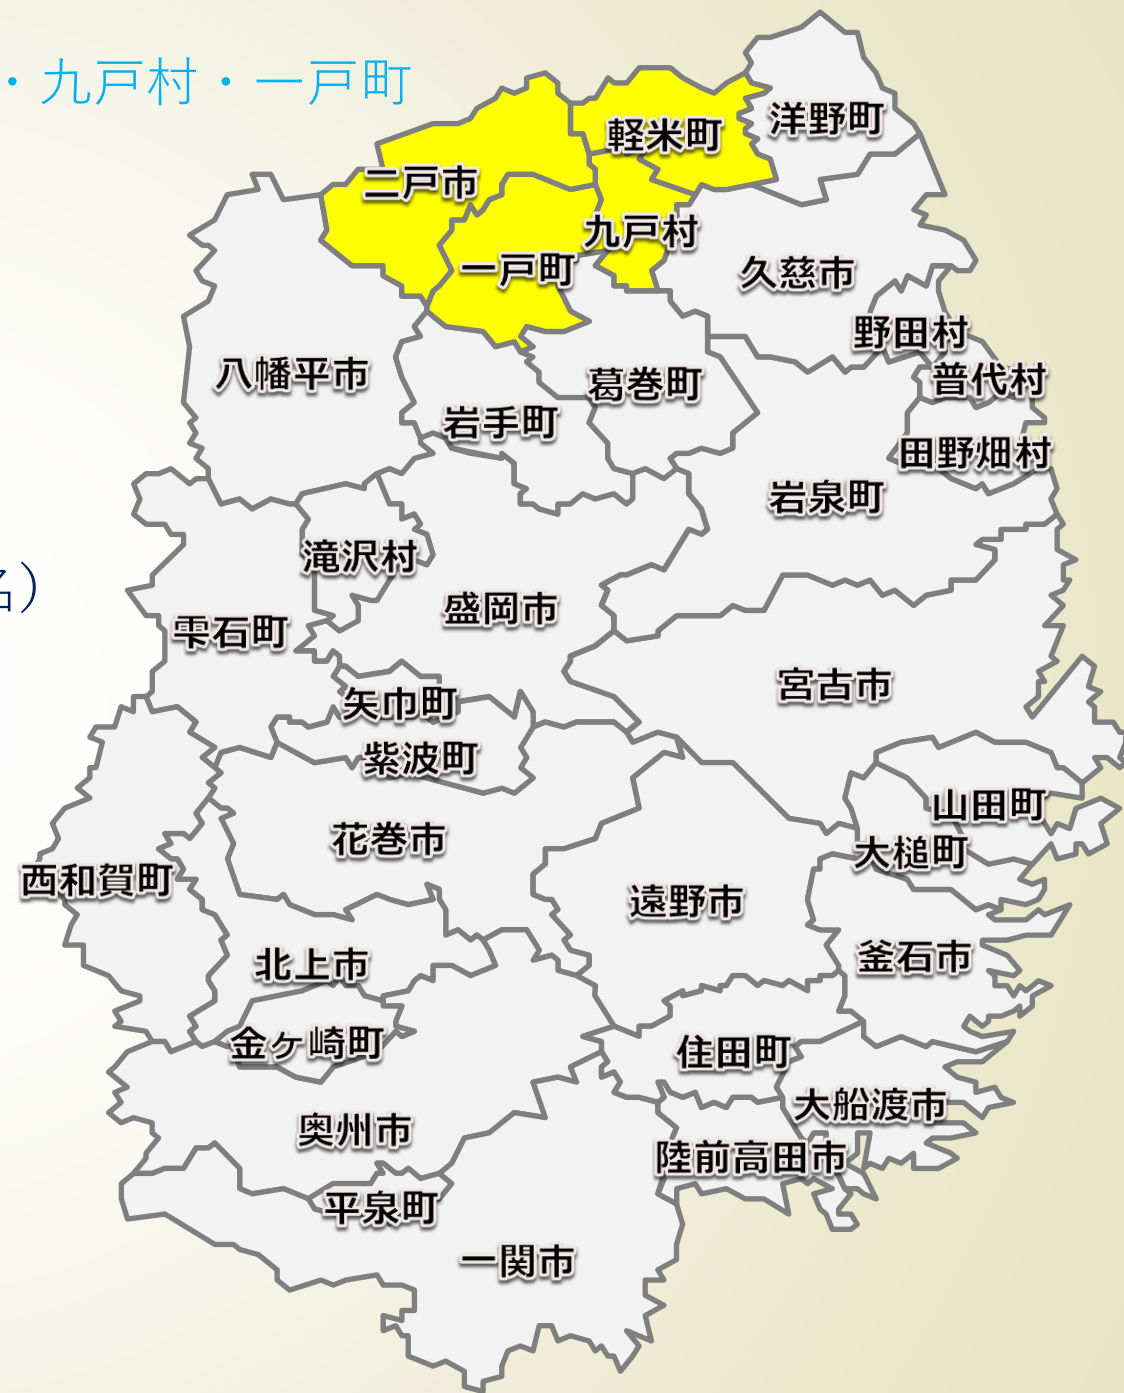 ・九戸村・一戸町
洋野町
軽米町
二戸市
九戸村
一戸町
久慈市
野田村
八幡平市
普代村
葛巻町
岩手町
田野畑村
岩泉町
滝沢村
盛岡市
名）
雫石町
宮古市
矢巾町
紫波町
山田町
花巻市
大槌町
西和賀町
遠野市
釜石市
北上市
金ヶ崎町
住田町
大船渡市
奥州市
陸前高田市
平泉町
一関市